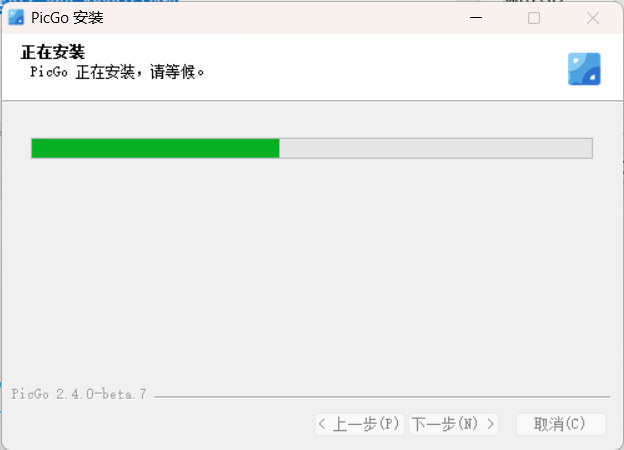 PicGo 安装
正在安装
PicGo 正在安装，请等候。
PicGo 2.4.0-beta.7
< 上一步(P) 下一步(N) > 取消(C)